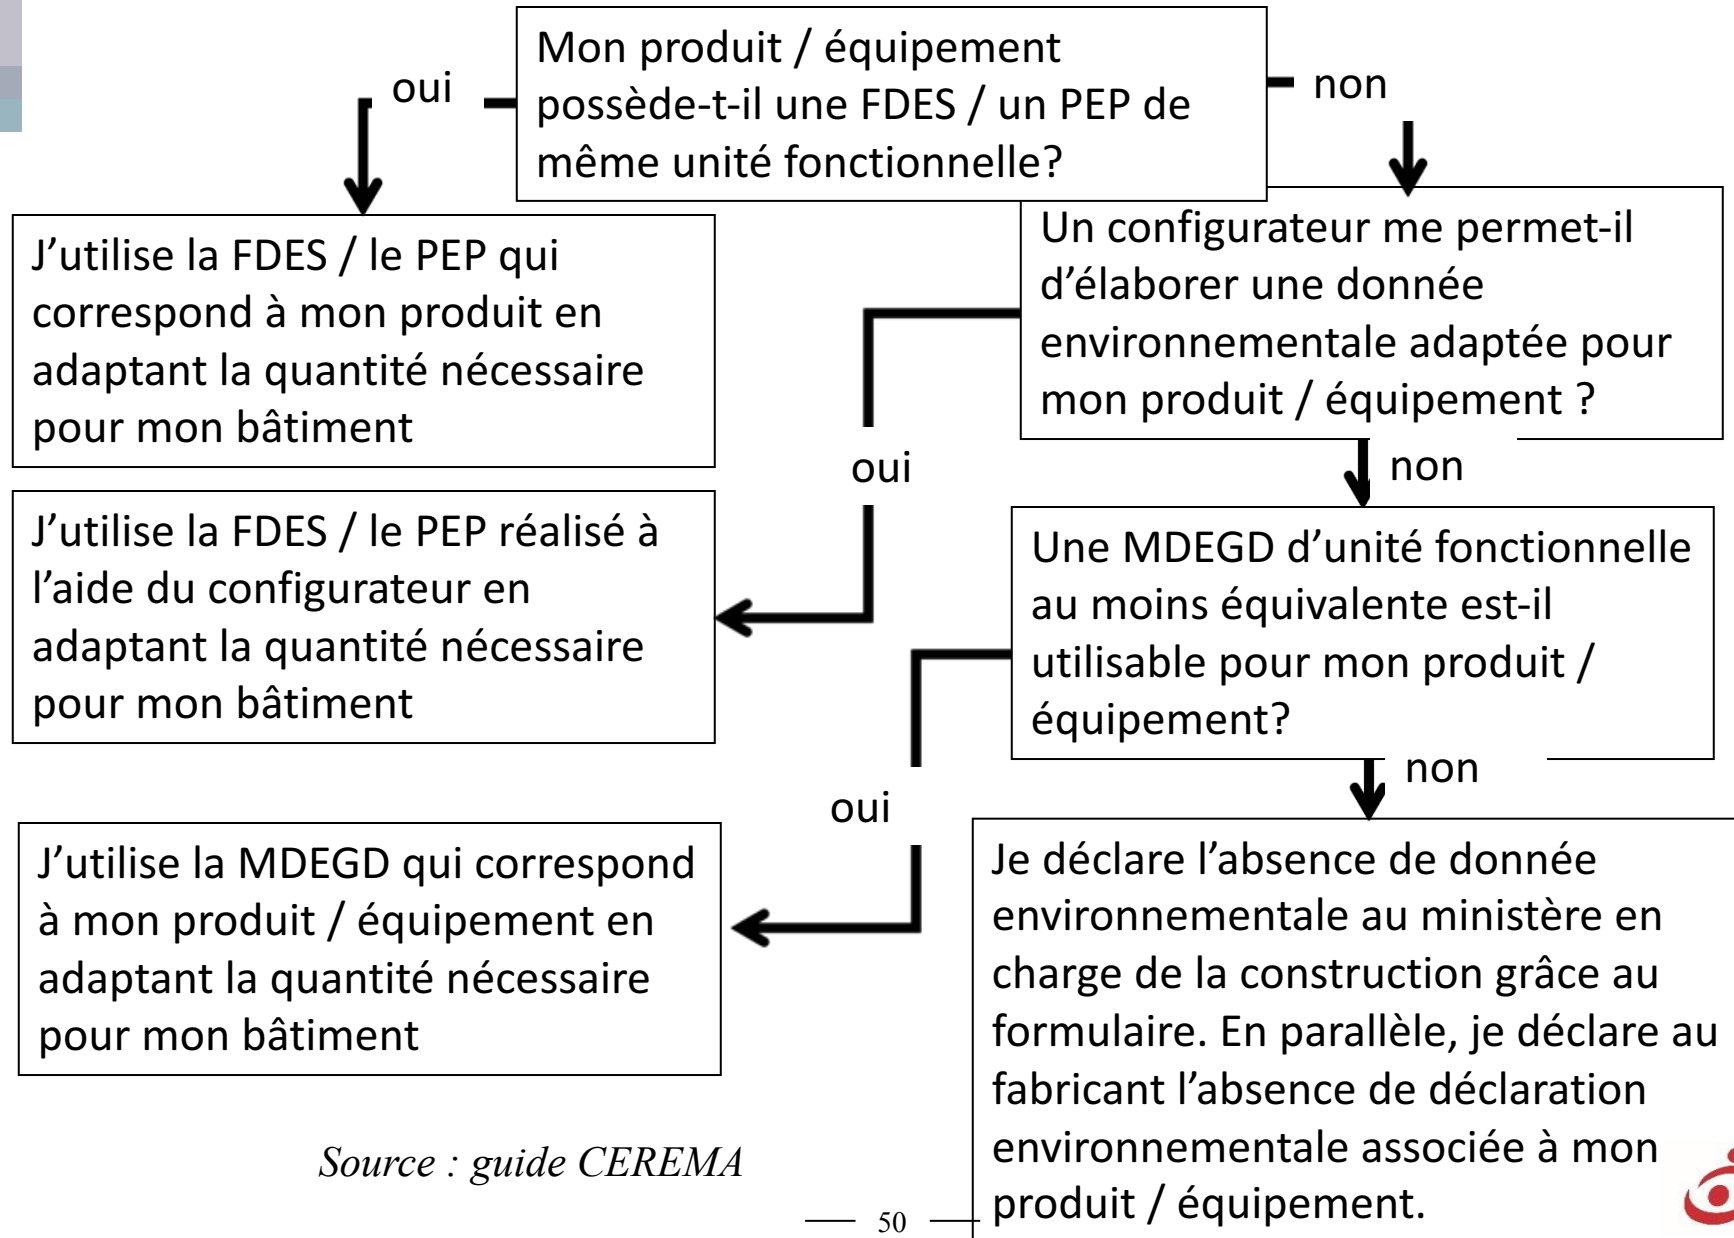 Mon produit / équipement
possède-t-il une FDES / un PEP de
même unité fonctionnelle?
oui
non
J’utilise la FDES / le PEP qui
correspond à mon produit en
adaptant la quantité nécessaire
pour mon bâtiment
Un configurateur me permet-il
d’élaborer une donnée
environnementale adaptée pour
mon produit / équipement ?
oui
non
J’utilise la FDES / le PEP réalisé à
l’aide du configurateur en
adaptant la quantité nécessaire
pour mon bâtiment
Une MDEGD d’unité fonctionnelle
au moins équivalente est-il
utilisable pour mon produit /
équipement?
oui
non
J’utilise la MDEGD qui correspond
à mon produit / équipement en
adaptant la quantité nécessaire
pour mon bâtiment
Je déclare l’absence de donnée
environnementale au ministère en
charge de la construction grâce au
formulaire. En parallèle, je déclare au
fabricant l’absence de déclaration
environnementale associée à mon
produit / équipement.
Source : guide CEREMA
50